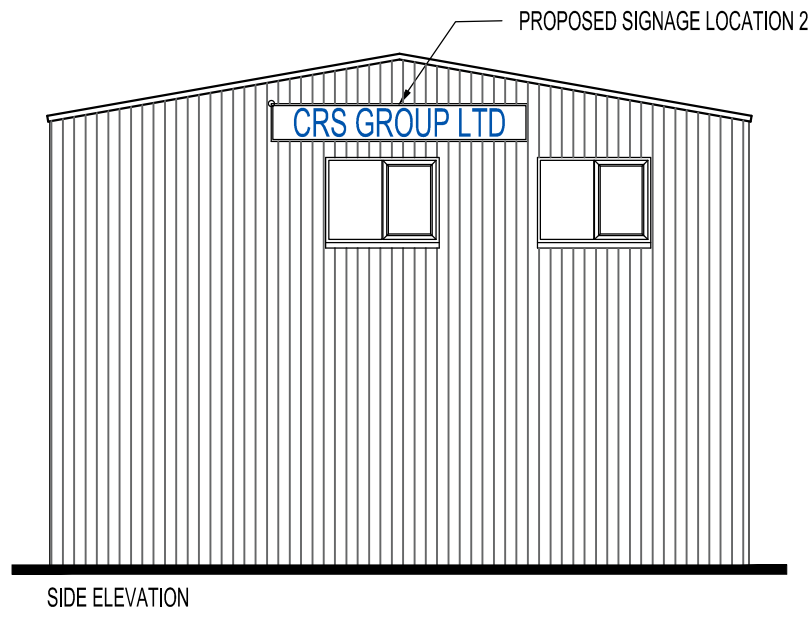 PROPOSED SIGNAGE LOCATION 2
CRS GROUP LTD
SIDE ELEVATION